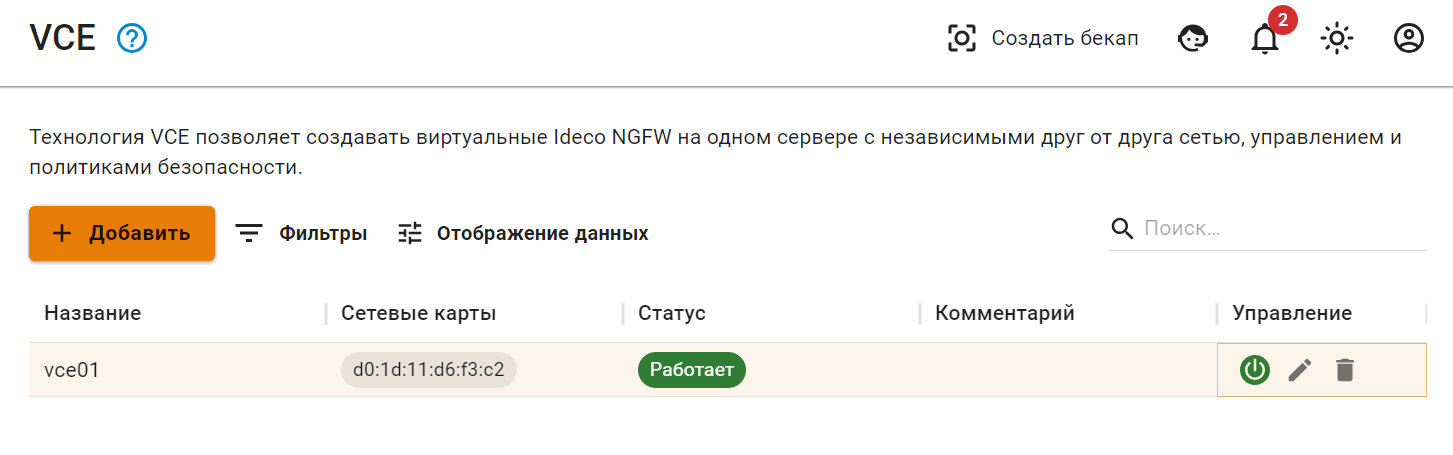 VCE
Создать бекап
2
Технология VCE позволяет создавать виртуальные Ideco NGFW на одном сервере с независимыми друг от друга сетью, управлением и
политиками безопасности.
Добавить
Фильтры
Отображение данных
Поиск...
Название
Сетевые карты
Статус
Комментарий
Управление
vce01
d0:1d:11:d6:f3:c2
Работает